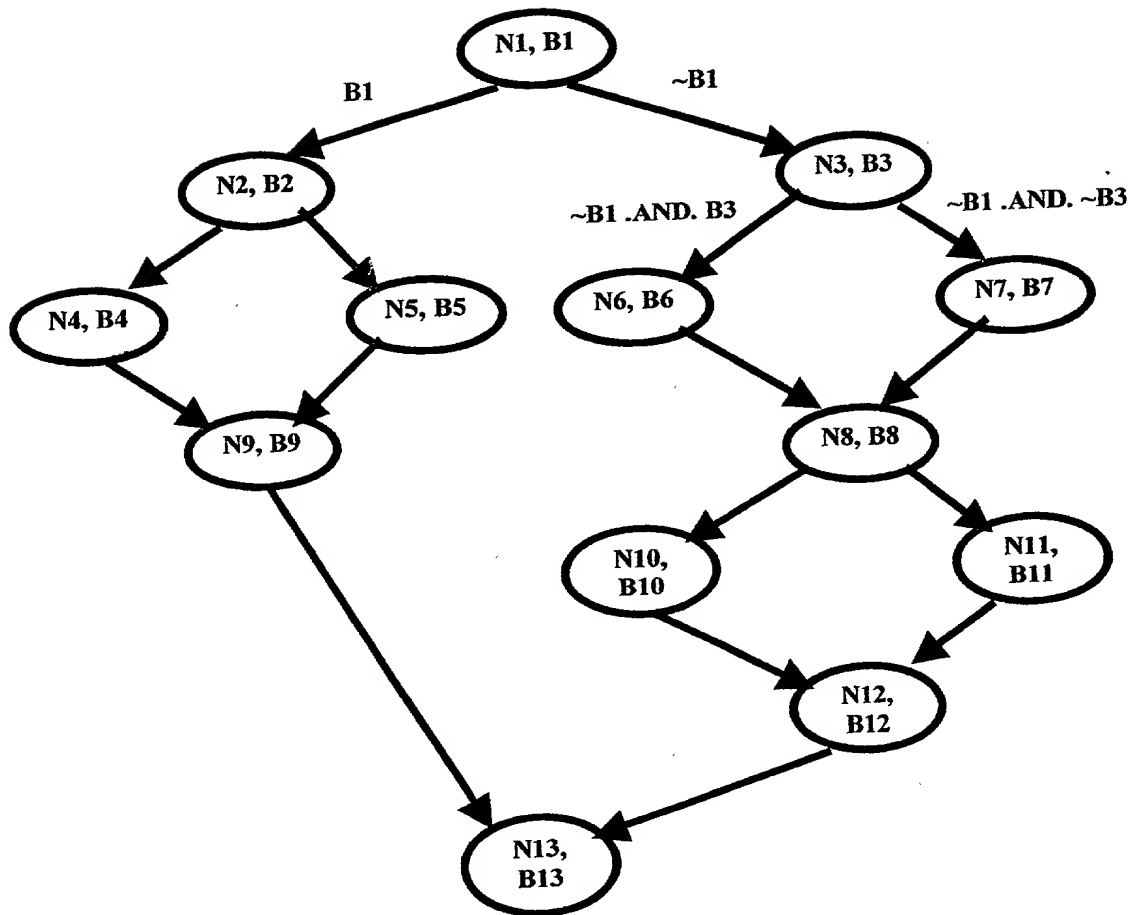 N1, B1
B1
~B1
N2, B2
N3, B3
~B1 .AND. B3
~B1 .AND. ~B3
N4, B4
N5, B5
N6, B6
N7, B7
N9, B9
N8, B8
N10,
B10
N11,
B11
N12,
B12
N13,
B13